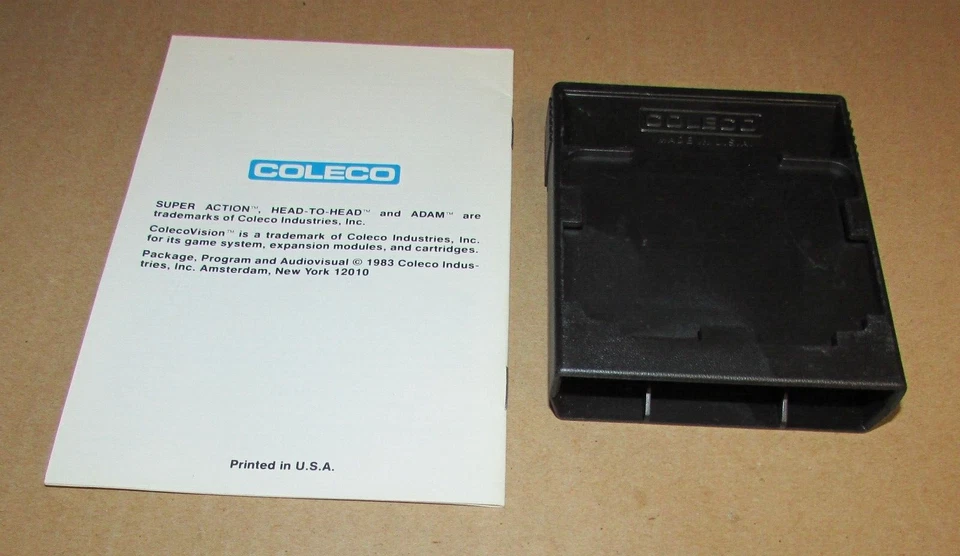 COLECO
SUPER ACTION™, HEAD-TO-HEAD™ and ADAM™ are
trademarks of Coleco Industries, Inc.
ColecoVision™ is a trademark of Coleco Industries, Inc.
for its game system, expansion modules, and cartridges.
Package, Program and Audiovisual © 1983 Coleco Indus-
tries, Inc. Amsterdam, New York 12010
Printed in U.S.A.
COLECO
MADE IN U.S.A.